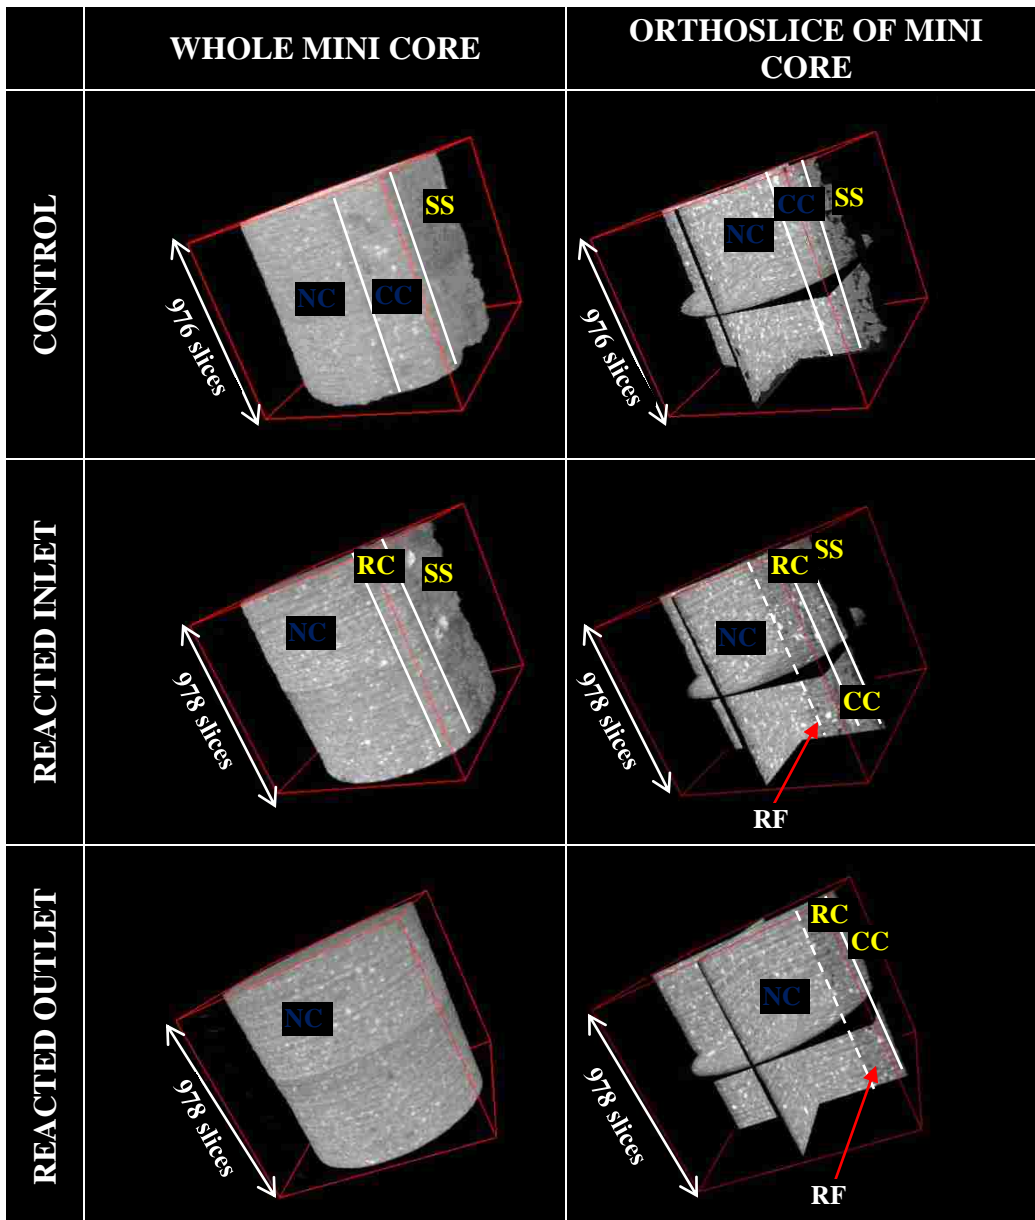 WHOLE MINI CORE
ORTHOSLICE OF MINI
CORE
CONTROL
SS
NC
CC
976 slices
CC
SS
NC
976 slices
REACTED INLET
RC
SS
NC
978 slices
SS
RC
NC
CC
978 slices
RF
REACTED OUTLET
NC
978 slices
RC
CC
NC
978 slices
RF